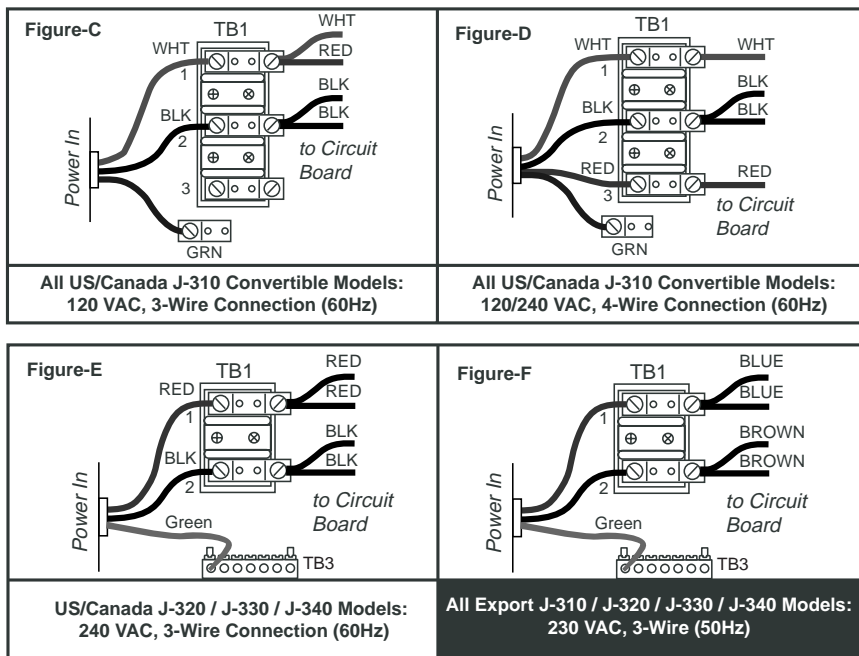 Figure-C
TB1
WHT
WHT
RED
1
BLK
BLK
BLK
2
to Circuit
Board
3
Power In
GRN
All US/Canada J-310 Convertible Models:
120 VAC, 3-Wire Connection (60Hz)
Figure-D
TB1
WHT
WHT
1
BLK
BLK
BLK
2
RED
RED
3
to Circuit
Board
Power In
GRN
All US/Canada J-310 Convertible Models:
120/240 VAC, 4-Wire Connection (60Hz)
Figure-E
TB1
RED
RED
RED
1
BLK
BLK
BLK
2
to Circuit
Board
Power In
Green
TB3
US/Canada J-320 / J-330 / J-340 Models:
240 VAC, 3-Wire Connection (60Hz)
Figure-F
TB1
BLUE
BLUE
1
BROWN
BROWN
2
to Circuit
Board
Power In
Green
TB3
All Export J-310 / J-320 / J-330 / J-340 Models:
230 VAC, 3-Wire (50Hz)